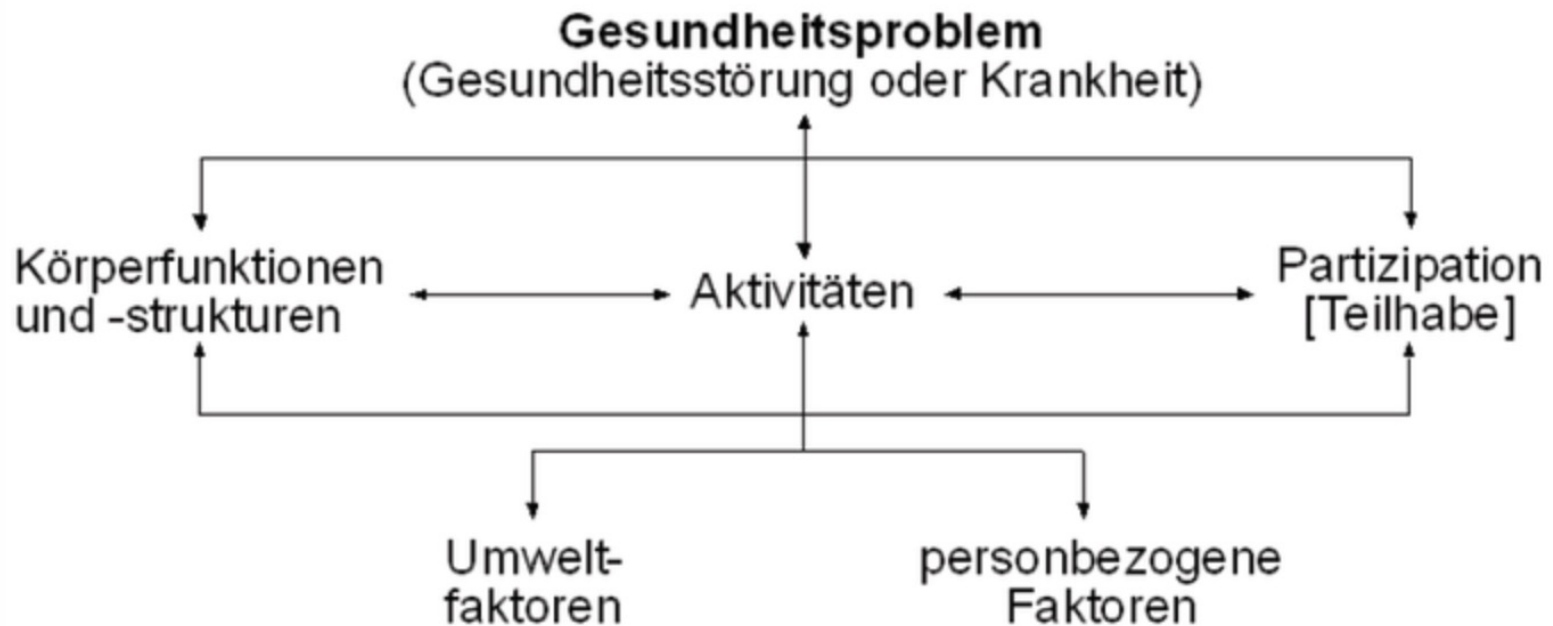 Gesundheitsproblem
(Gesundheitsstörung oder Krankheit)
Körperfunktionen
und -strukturen
Aktivitäten
Partizipation
[Teilhabe]
Umwelt-
faktoren
personbezogene
Faktoren